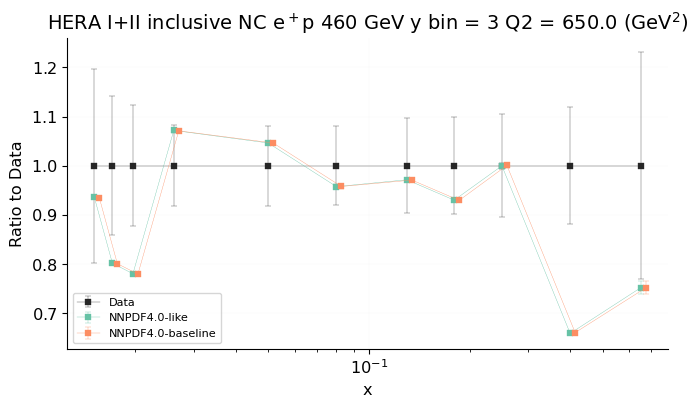 HERA I+II inclusive NC e⁺p 460 GeV y bin = 3 Q2 = 650.0 (GeV²)
Ratio to Data
1.2
1.1
1.0
0.9
0.8
0.7
Data
NNPDF4.0-like
NNPDF4.0-baseline
10⁻¹
x